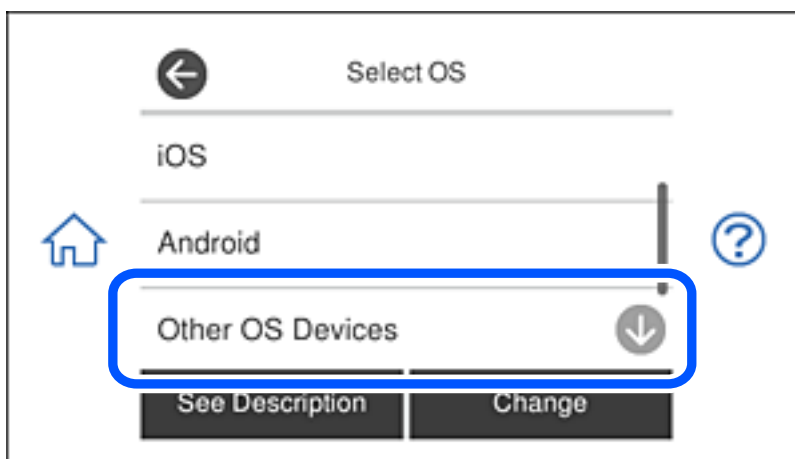 Select OS
iOS
Android
?
Other OS Devices
See Description Change